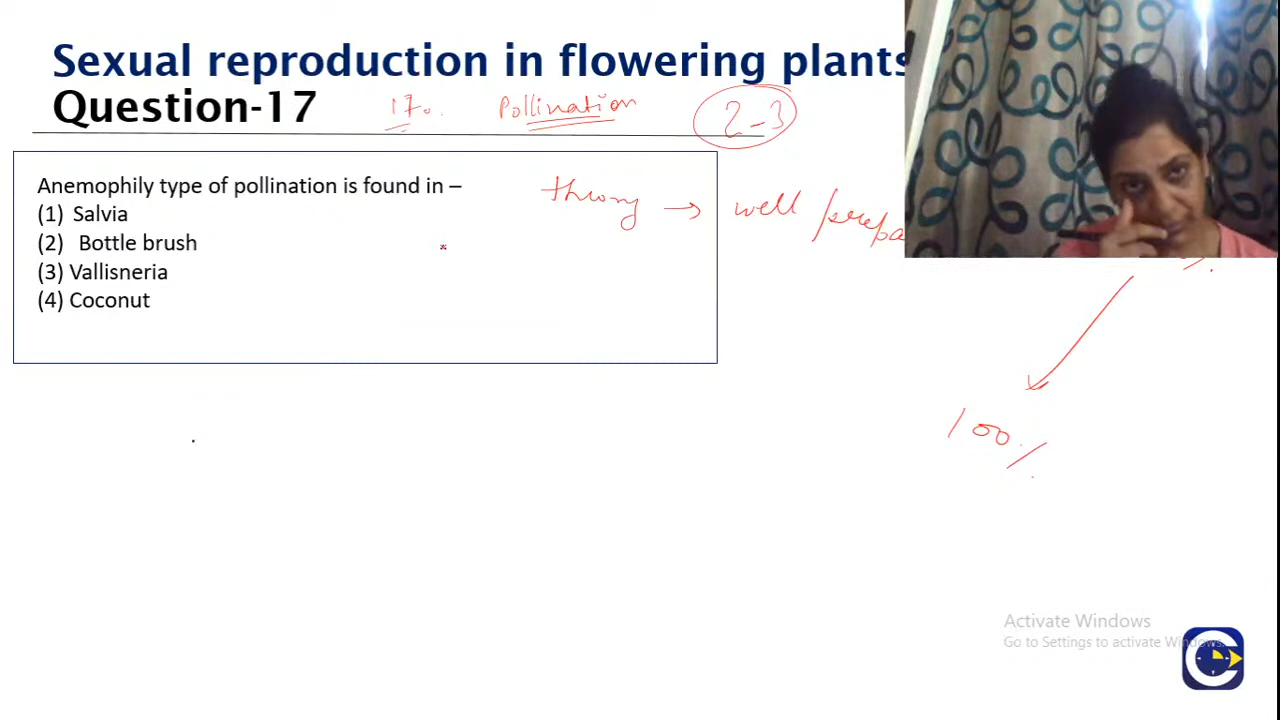 Sexual reproduction in flowering plants
Question-17
17. Pollination 2-3
Anemophily type of pollination is found in –
(1) Salvia
(2) Bottle brush
(3) Vallisneria
(4) Coconut
theory → well prepa
100%
Activate Windows
Go to Settings to activate Windows.